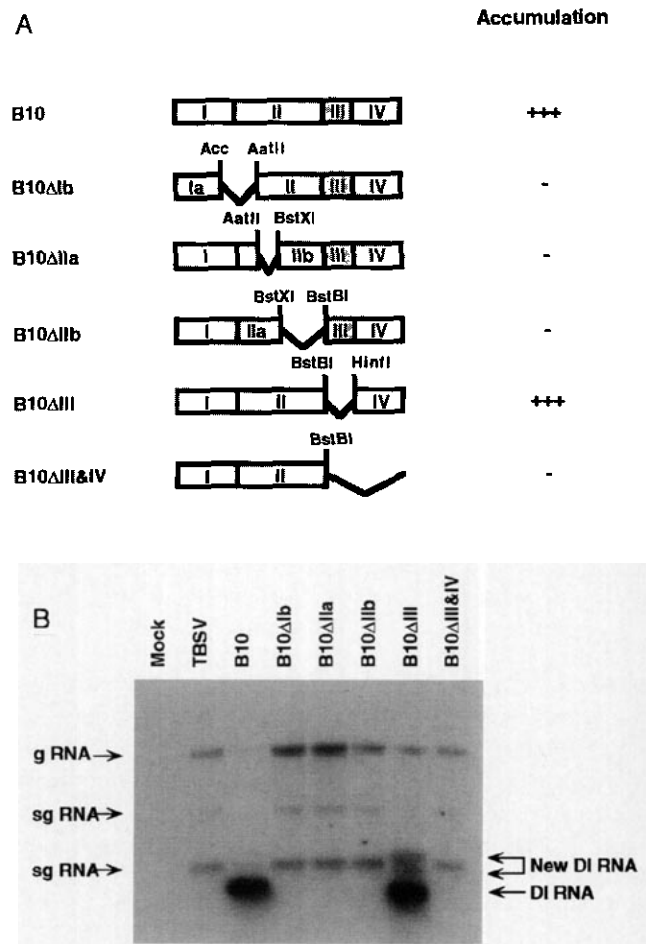 A
Accumulation
B10
I II III IV
+++
Acc AatII
B10ΔIb
Ia II III IV
-
AatII BstXI
B10ΔIIa
I IIb III IV
-
BstXI BstBI
B10ΔIIb
I IIa III IV
-
BstBI HinfI
B10ΔIII
I II IV
+++
BstBI
B10ΔIII&IV
I II
-
B
Mock
TBSV
B10
B10ΔIb
B10ΔIIa
B10ΔIIb
B10ΔIII
B10ΔIII&IV
g RNA
sg RNA
sg RNA
New DI RNA
DI RNA